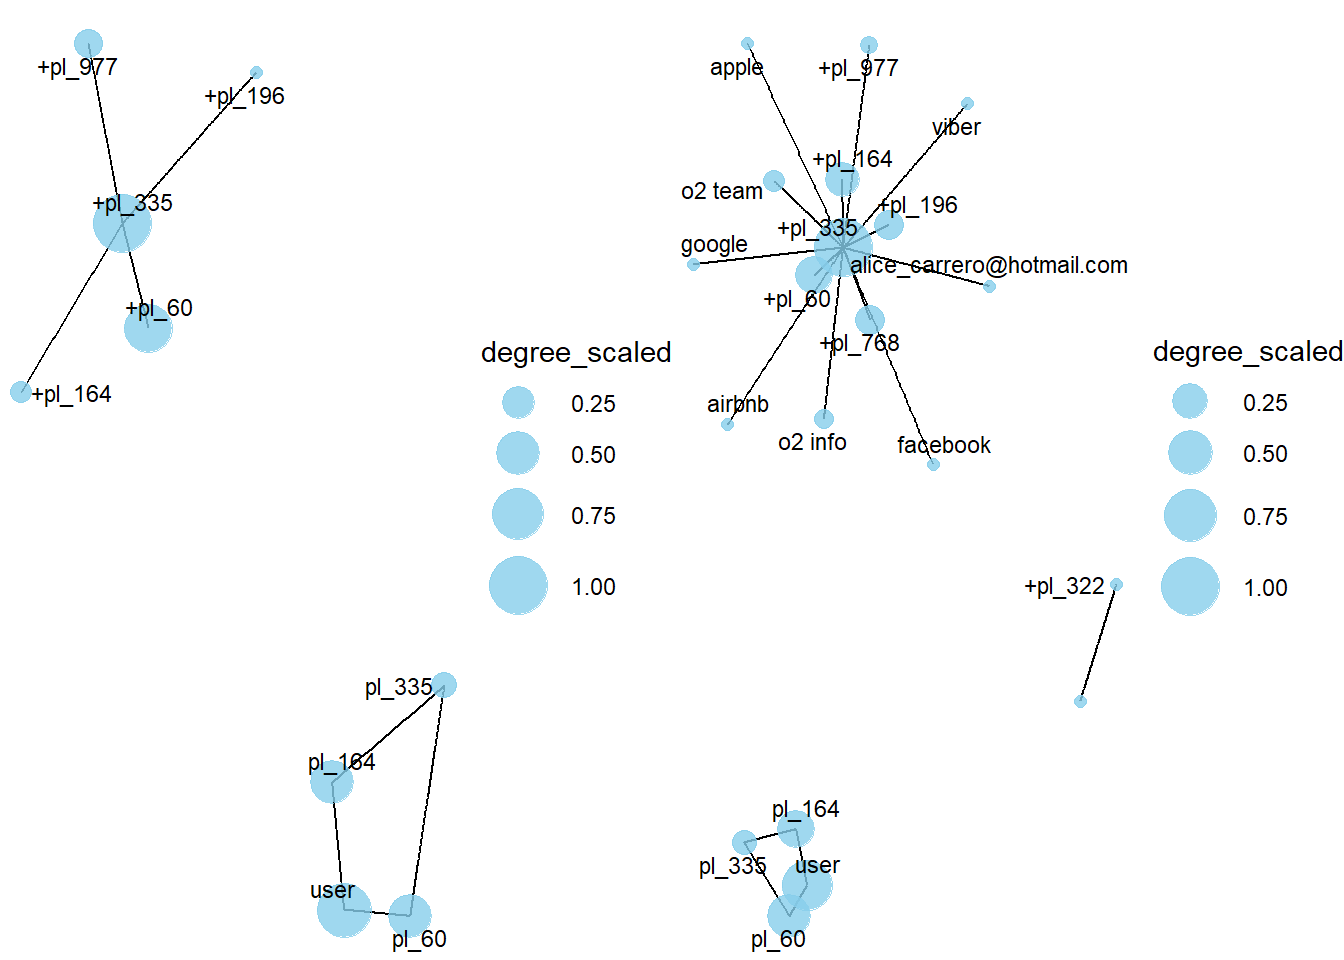 +pl_977
+pl_196
+pl_335
+pl_60
+pl_164
degree_scaled
0.25
0.50
0.75
1.00
pl_335
pl_164
user
pl_60
apple
+pl_977
viber
+pl_164
o2 team
+pl_196
+pl_335
google
alice_carrero@hotmail.com
+pl_60
+pl_768
airbnb
o2 info
facebook
degree_scaled
0.25
0.50
0.75
1.00
+pl_322
pl_164
pl_335
user
pl_60